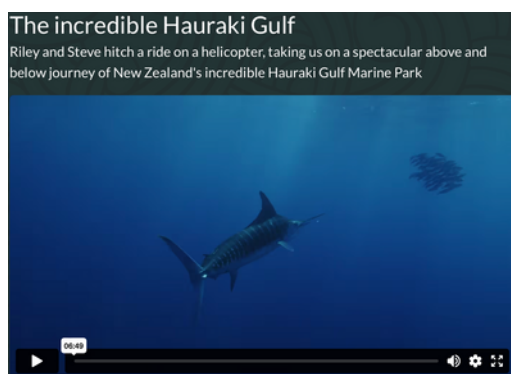 The incredible Hauraki Gulf
Riley and Steve hitch a ride on a helicopter, taking us on a spectacular above and
below journey of New Zealand's incredible Hauraki Gulf Marine Park
06:49